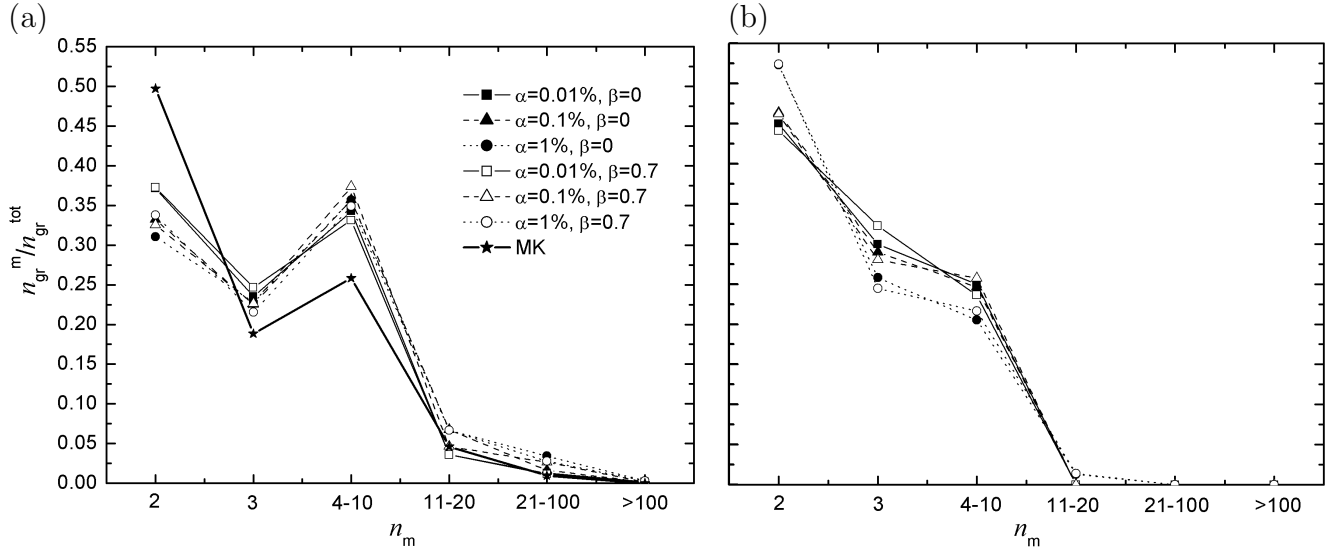 (a)
(b)
0.55
0.50
0.45
0.40
0.35
0.30
0.25
0.20
0.15
0.10
0.05
0.00
n_gr^m/n_gr^tot
α=0.01%, β=0
α=0.1%, β=0
α=1%, β=0
α=0.01%, β=0.7
α=0.1%, β=0.7
α=1%, β=0.7
MK
2 3 4-10 11-20 21-100 >100
n_m
2 3 4-10 11-20 21-100 >100
n_m